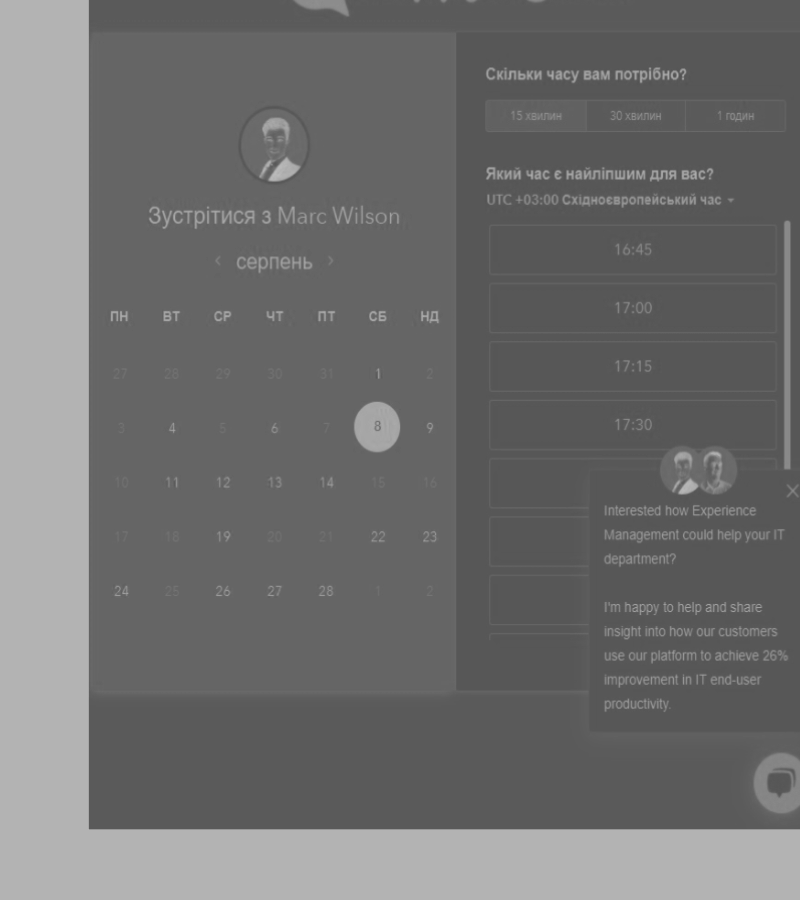 Зустрітися з Marc Wilson
серпень
ПН ВТ СР ЧТ ПТ СБ НД
27 28 29 30 31 1 2
3 4 5 6 7 8 9
10 11 12 13 14 15 16
17 18 19 20 21 22 23
24 25 26 27 28 1 2
Скільки часу вам потрібно?
15 хвилин 30 хвилин 1 годин
Який час є найліпшим для вас?
UTC +03:00 Східноєвропейський час
16:45
17:00
17:15
17:30
Interested how Experience
Management could help your IT
department?
I'm happy to help and share
insight into how our customers
use our platform to achieve 26%
improvement in IT end-user
productivity.